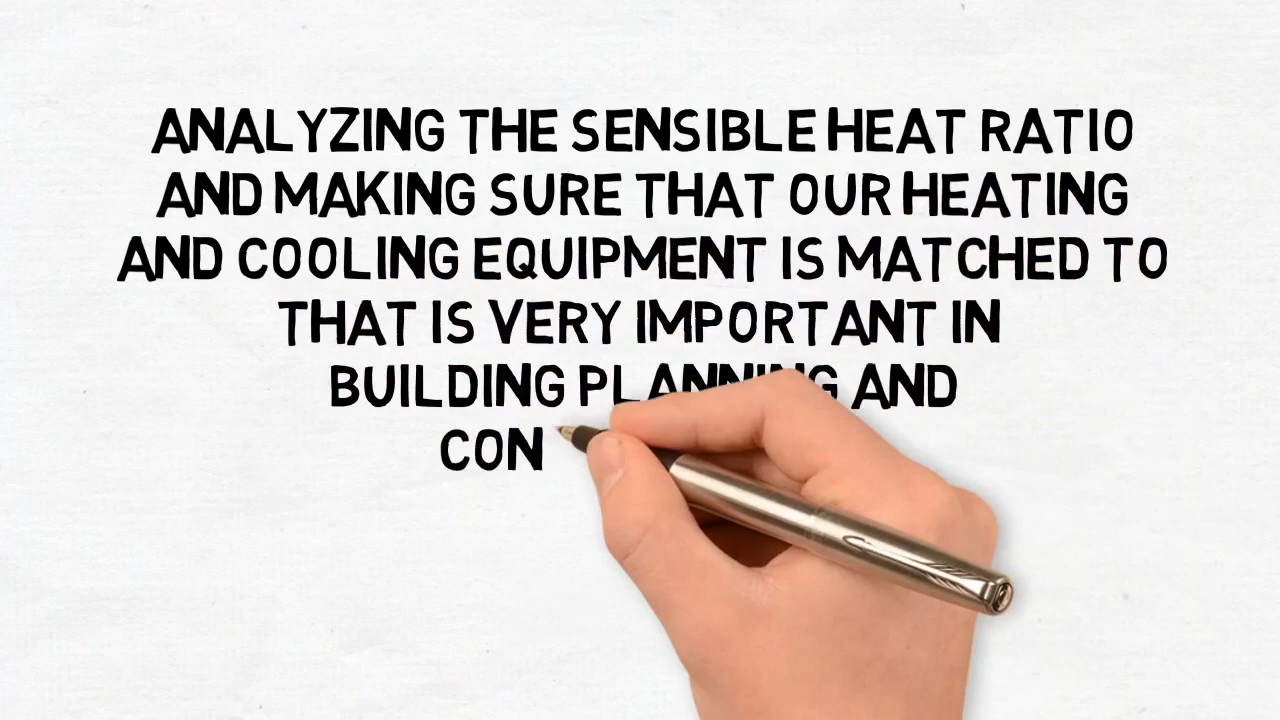 ANALYZING THE SENSIBLE HEAT RATIO
AND MAKING SURE THAT OUR HEATING
AND COOLING EQUIPMENT IS MATCHED TO
THAT IS VERY IMPORTANT IN
BUILDING PLANNING AND
CON